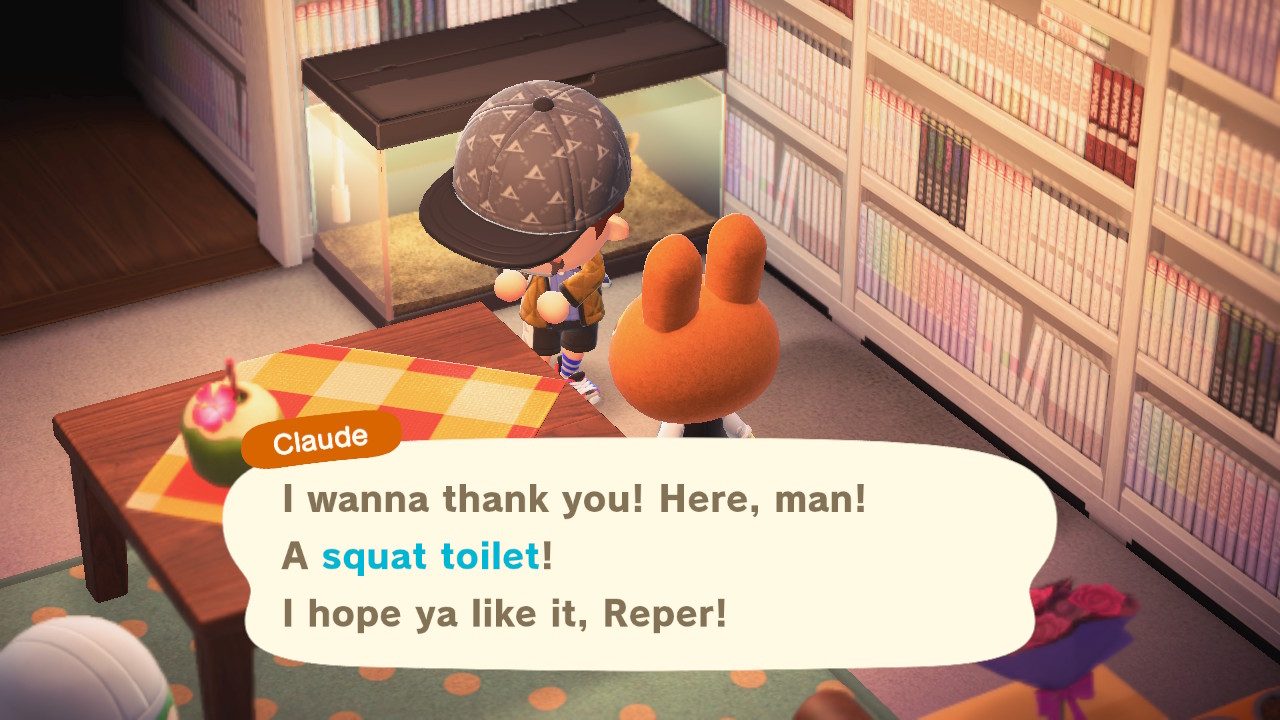 Claude
I wanna thank you! Here, man!
A squat toilet!
I hope ya like it, Reper!